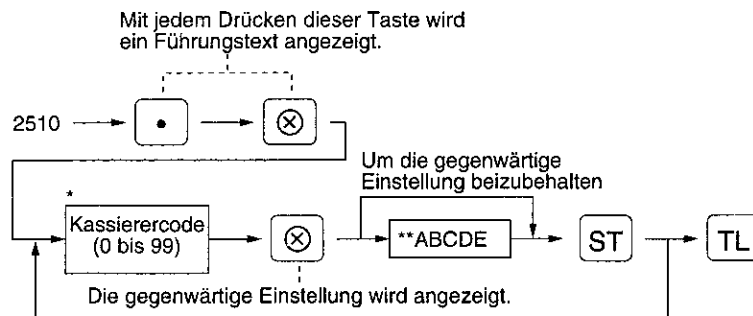 Mit jedem Drücken dieser Taste wird
ein Führungstext angezeigt.
2510 • ⊗
Um die gegenwärtige
Einstellung beizubehalten
*
Kassierercode
(0 bis 99)
⊗ **ABCDE ST TL
Die gegenwärtige Einstellung wird angezeigt.